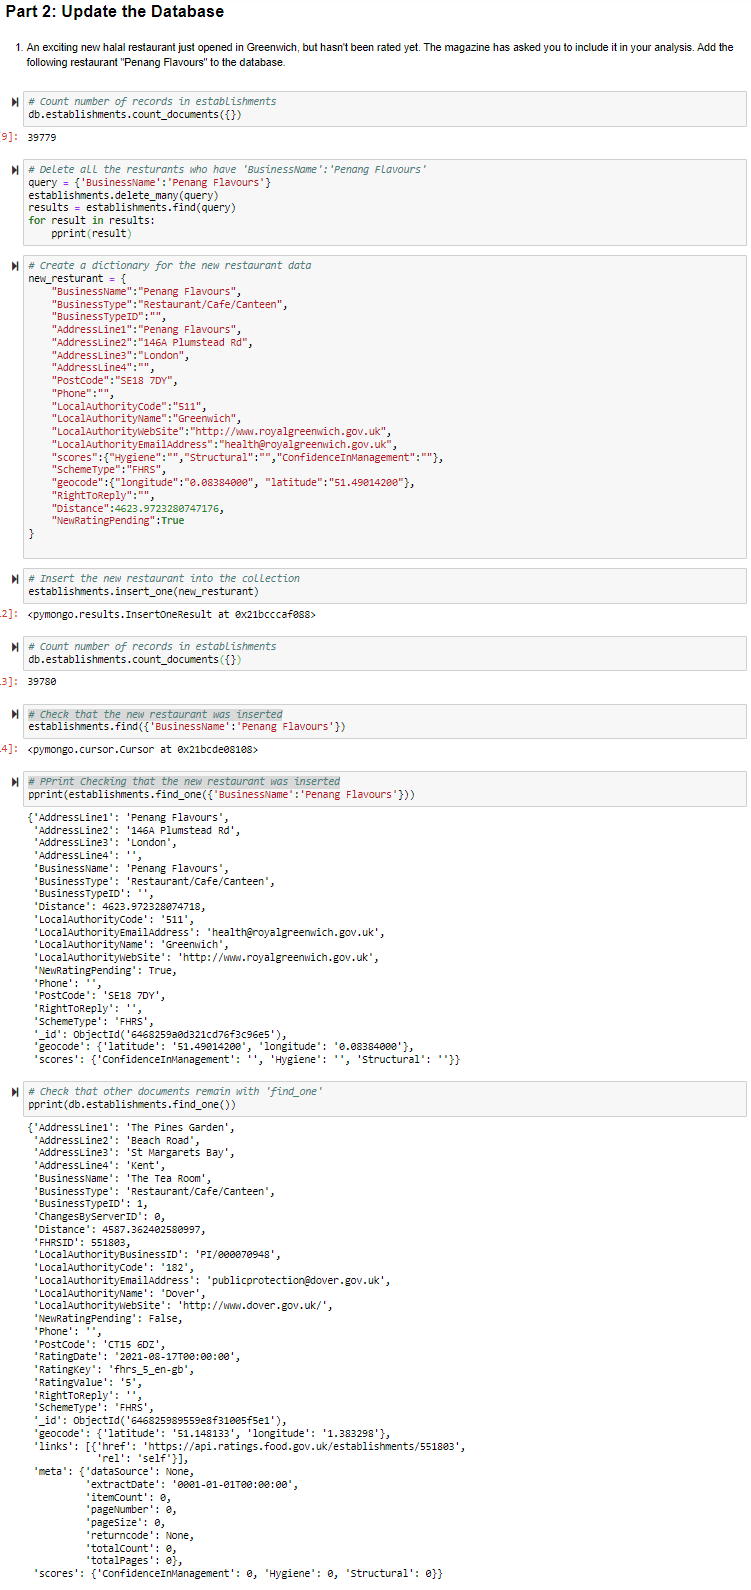 Part 2: Update the Database
1. An exciting new halal restaurant just opened in Greenwich, but hasn't been rated yet. The magazine has asked you to include it in your analysis. Add the
following restaurant "Penang Flavours" to the database.
# Count number of records in establishments
db.establishments.count_documents({})
9]: 39779
# Delete all the resturants who have 'BusinessName':'Penang Flavours'
query = {'BusinessName':'Penang Flavours'}
establishments.delete_many(query)
results = establishments.find(query)
for result in results:
    pprint(result)
# Create a dictionary for the new restaurant data
new_resturant = {
    "BusinessName":"Penang Flavours",
    "BusinessType":"Restaurant/Cafe/Canteen",
    "BusinessTypeID":"",
    "AddressLine1":"Penang Flavours",
    "AddressLine2":"146A Plumstead Rd",
    "AddressLine3":"London",
    "AddressLine4":"",
    "PostCode":"SE18 7DY",
    "Phone":"",
    "LocalAuthorityCode":"511",
    "LocalAuthorityName":"Greenwich",
    "LocalAuthorityWebSite":"http://www.royalgreenwich.gov.uk",
    "LocalAuthorityEmailAddress":"health@royalgreenwich.gov.uk",
    "scores":{"Hygiene":"","Structural":"","ConfidenceInManagement":""},
    "SchemeType":"FHRS",
    "geocode":{"longitude":"0.08384000", "latitude":"51.49014200"},
    "RightToReply":"",
    "Distance":4623.9723280747176,
    "NewRatingPending":True
}
# Insert the new restaurant into the collection
establishments.insert_one(new_resturant)
.2]: <pymongo.results.InsertOneResult at 0x21bcccaf088>
# Count number of records in establishments
db.establishments.count_documents({})
.3]: 39780
# Check that the new restaurant was inserted
establishments.find({'BusinessName':'Penang Flavours'})
.4]: <pymongo.cursor.Cursor at 0x21bcde08108>
# PPrint Checking that the new restaurant was inserted
pprint(establishments.find_one({'BusinessName':'Penang Flavours'}))
{'AddressLine1': 'Penang Flavours',
 'AddressLine2': '146A Plumstead Rd',
 'AddressLine3': 'London',
 'AddressLine4': '',
 'BusinessName': 'Penang Flavours',
 'BusinessType': 'Restaurant/Cafe/Canteen',
 'BusinessTypeID': '',
 'Distance': 4623.972328074718,
 'LocalAuthorityCode': '511',
 'LocalAuthorityEmailAddress': 'health@royalgreenwich.gov.uk',
 'LocalAuthorityName': 'Greenwich',
 'LocalAuthorityWebSite': 'http://www.royalgreenwich.gov.uk',
 'NewRatingPending': True,
 'Phone': '',
 'PostCode': 'SE18 7DY',
 'RightToReply': '',
 'SchemeType': 'FHRS',
 '_id': ObjectId('6468259a0d321cd76f3c96e5'),
 'geocode': {'latitude': '51.49014200', 'longitude': '0.08384000'},
 'scores': {'ConfidenceInManagement': '', 'Hygiene': '', 'Structural': ''}}
# Check that other documents remain with 'find_one'
pprint(db.establishments.find_one())
{'AddressLine1': 'The Pines Garden',
 'AddressLine2': 'Beach Road',
 'AddressLine3': 'St Margarets Bay',
 'AddressLine4': 'Kent',
 'BusinessName': 'The Tea Room',
 'BusinessType': 'Restaurant/Cafe/Canteen',
 'BusinessTypeID': 1,
 'ChangesByServerID': 0,
 'Distance': 4587.362402580997,
 'FHRSID': 551803,
 'LocalAuthorityBusinessID': 'PI/000070948',
 'LocalAuthorityCode': '182',
 'LocalAuthorityEmailAddress': 'publicprotection@dover.gov.uk',
 'LocalAuthorityName': 'Dover',
 'LocalAuthorityWebSite': 'http://www.dover.gov.uk/',
 'NewRatingPending': False,
 'Phone': '',
 'PostCode': 'CT15 6DZ',
 'RatingDate': '2021-08-17T00:00:00',
 'RatingKey': 'fhrs_5_en-gb',
 'RatingValue': '5',
 'RightToReply': '',
 'SchemeType': 'FHRS',
 '_id': ObjectId('646825989559e8f31005f5e1'),
 'geocode': {'latitude': '51.148133', 'longitude': '1.383298'},
 'links': [{'href': 'https://api.ratings.food.gov.uk/establishments/551803',
            'rel': 'self'}],
 'meta': {'dataSource': None,
          'extractDate': '0001-01-01T00:00:00',
          'itemCount': 0,
          'pageNumber': 0,
          'pageSize': 0,
          'returncode': None,
          'totalCount': 0,
          'totalPages': 0},
 'scores': {'ConfidenceInManagement': 0, 'Hygiene': 0, 'Structural': 0}}